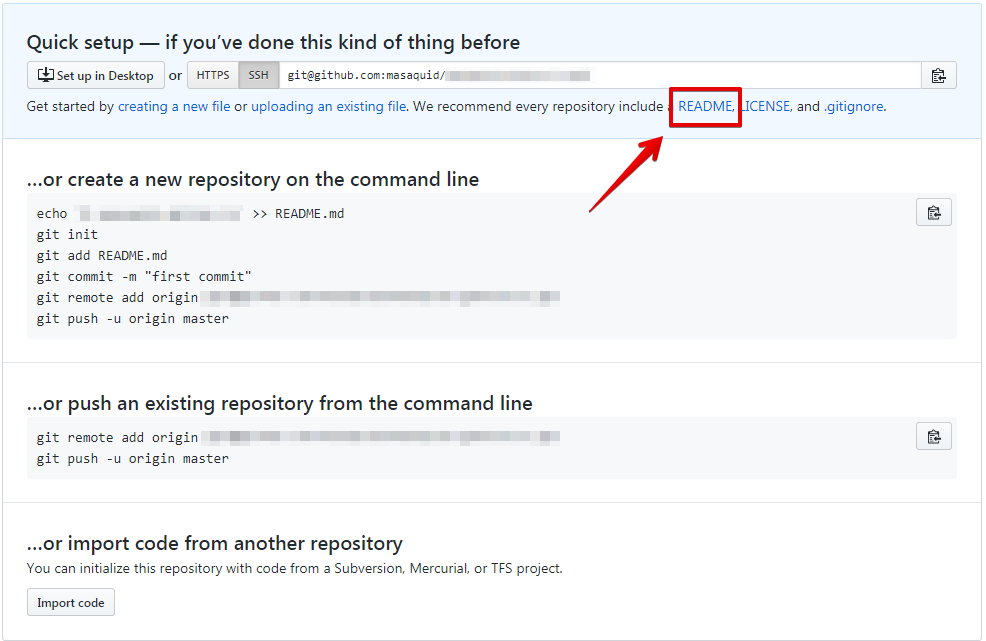 Quick setup — if you’ve done this kind of thing before
Set up in Desktop or HTTPS SSH git@github.com:masaquid/
Get started by creating a new file or uploading an existing file. We recommend every repository include README, LICENSE, and .gitignore.
...or create a new repository on the command line
echo >> README.md
git init
git add README.md
git commit -m "first commit"
git remote add origin
git push -u origin master
...or push an existing repository from the command line
git remote add origin
git push -u origin master
...or import code from another repository
You can initialize this repository with code from a Subversion, Mercurial, or TFS project.
Import code